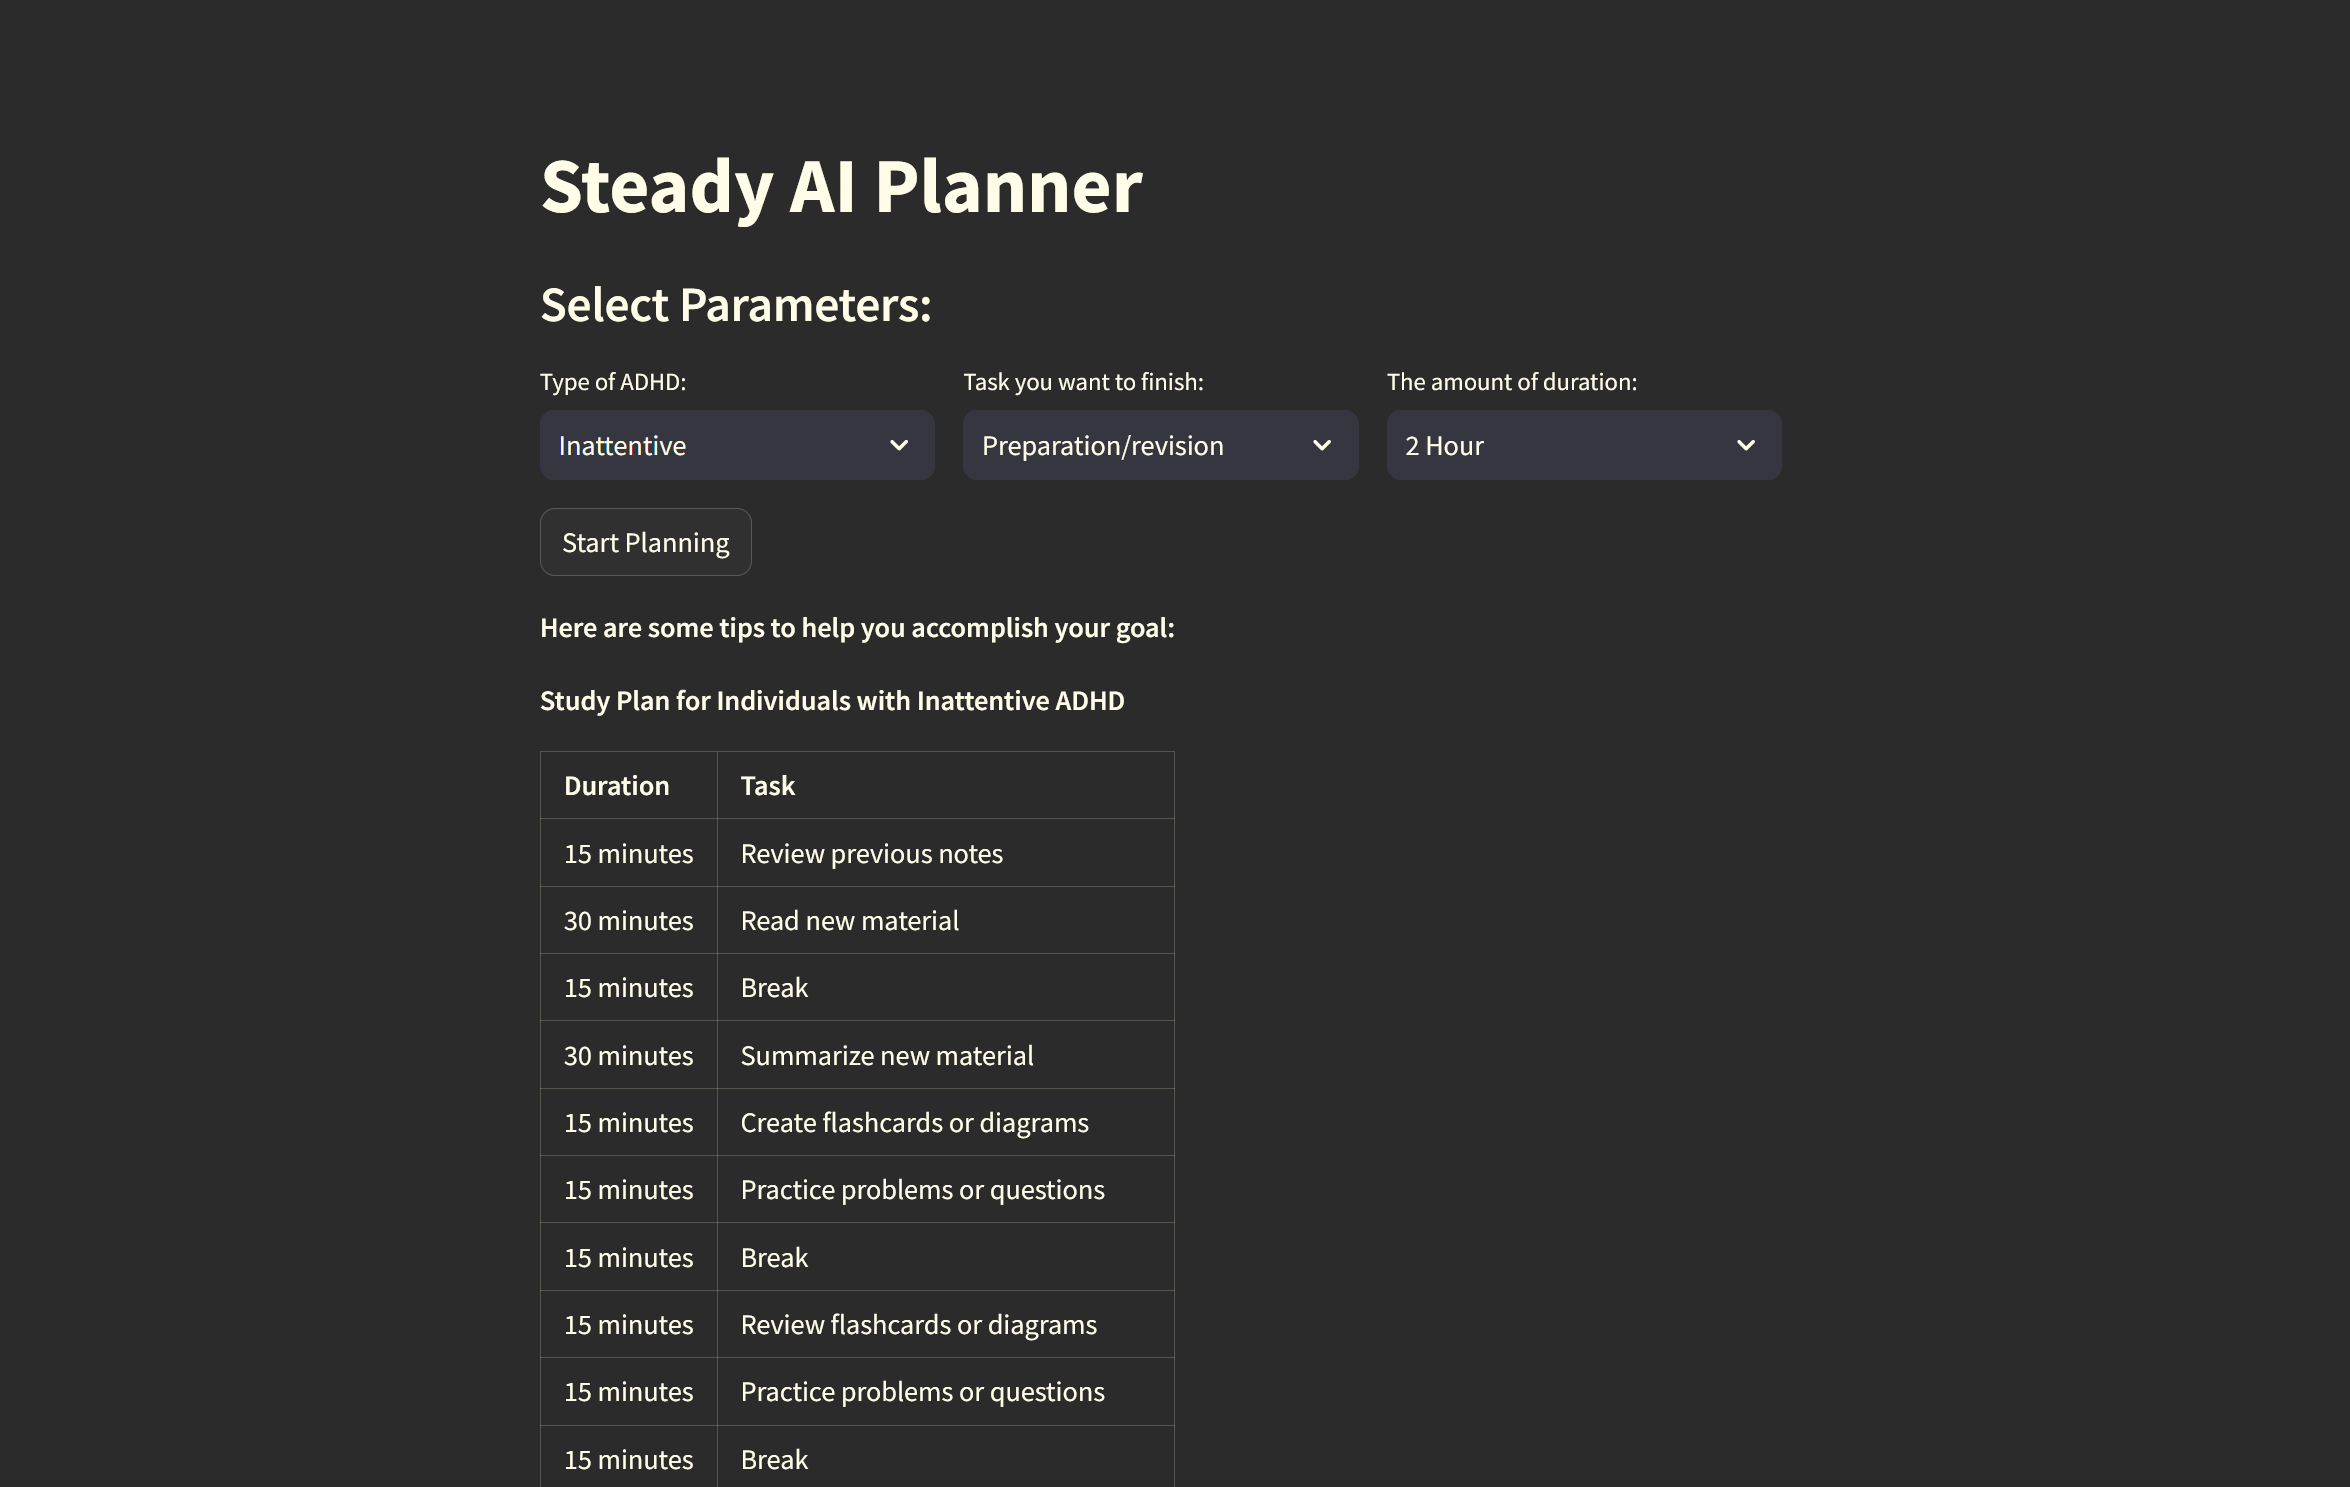 Steady AI Planner
Select Parameters:
Type of ADHD: Task you want to finish: The amount of duration:
Inattentive Preparation/revision 2 Hour
Start Planning
Here are some tips to help you accomplish your goal:
Study Plan for Individuals with Inattentive ADHD
Duration Task
15 minutes Review previous notes
30 minutes Read new material
15 minutes Break
30 minutes Summarize new material
15 minutes Create flashcards or diagrams
15 minutes Practice problems or questions
15 minutes Break
15 minutes Review flashcards or diagrams
15 minutes Practice problems or questions
15 minutes Break